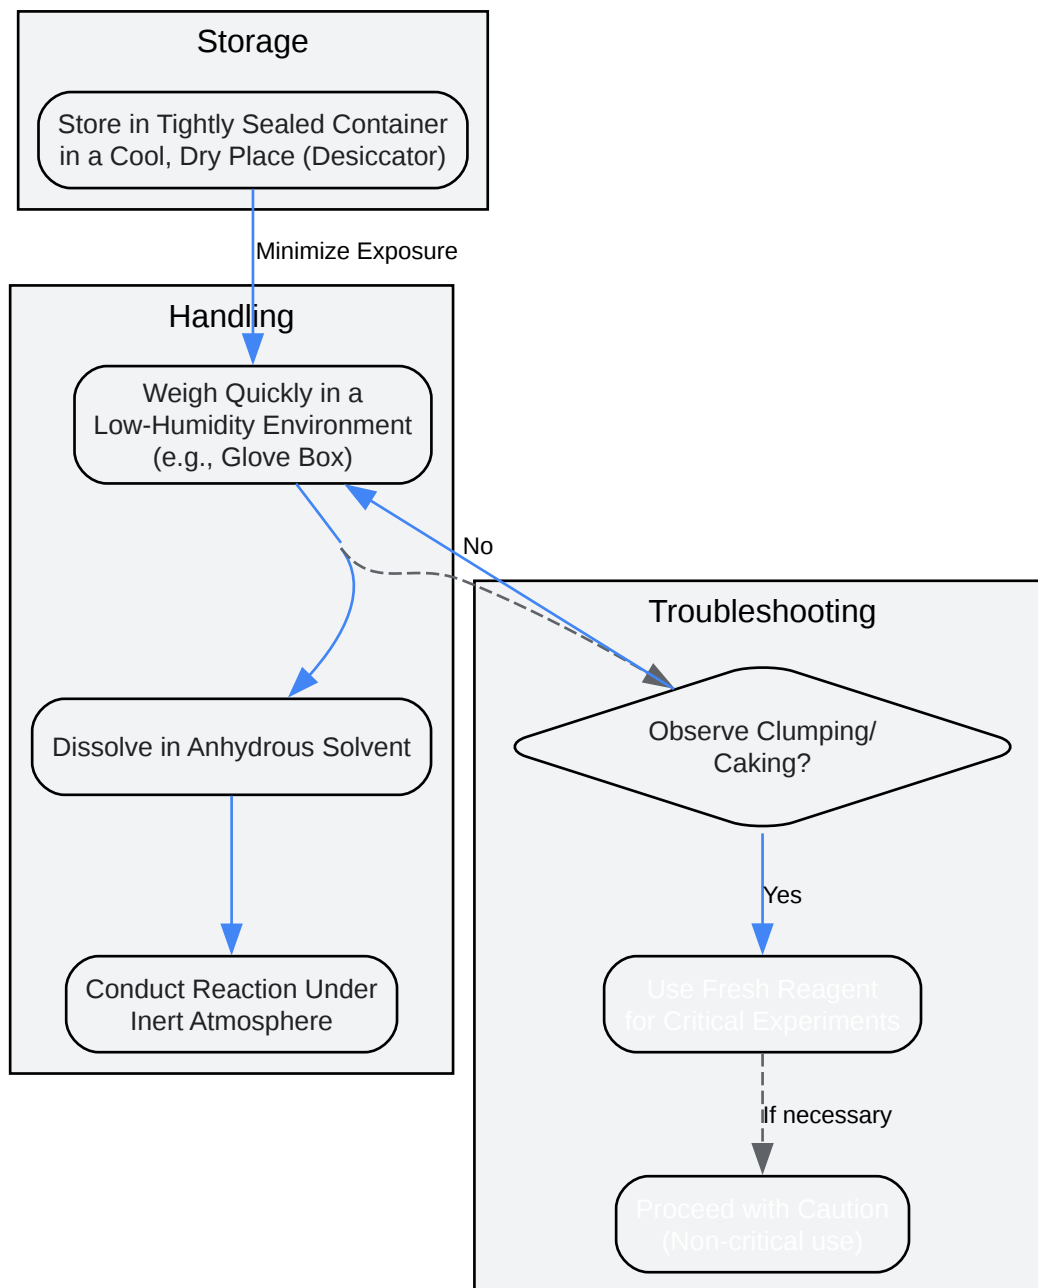 Storage
Store in Tightly Sealed Container
in a Cool, Dry Place (Desiccator)
Minimize Exposure
Handling
Weigh Quickly in a
Low-Humidity Environment
(e.g., Glove Box)
No
Troubleshooting
Dissolve in Anhydrous Solvent
Observe Clumping/
Caking?
Yes
Conduct Reaction Under
Inert Atmosphere
Use Fresh Reagent
for Critical Experiments
If necessary
Proceed with Caution
(Non-critical use)